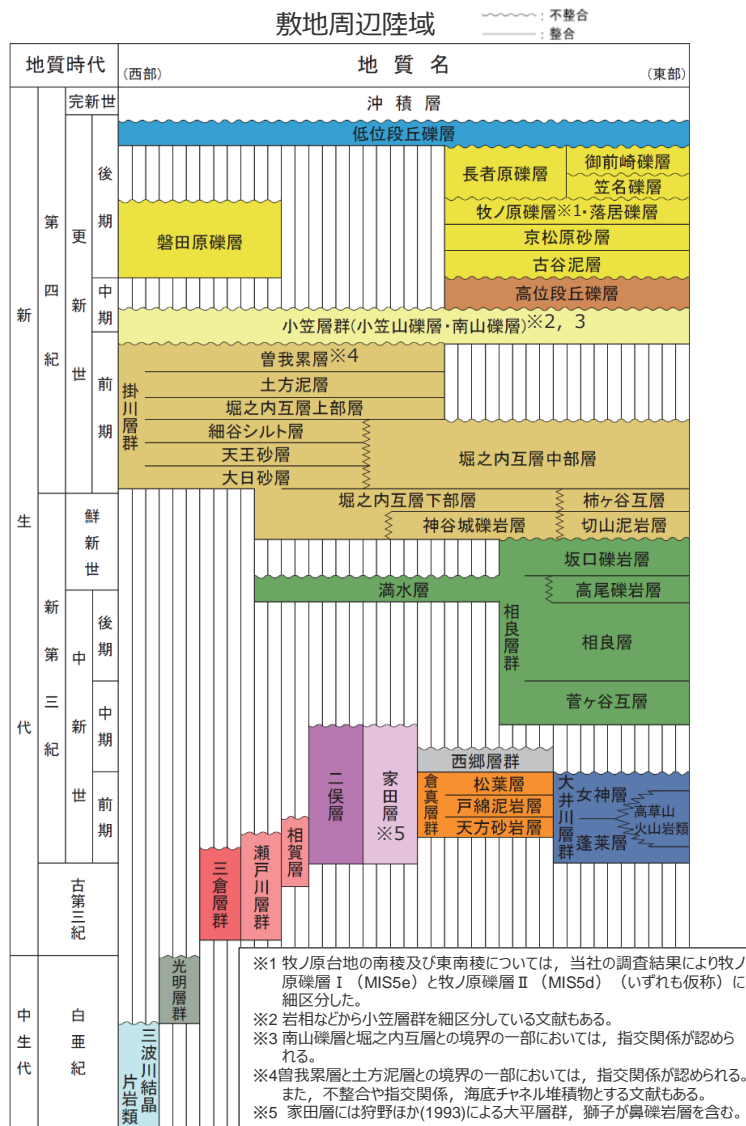 敷地周辺陸域
：不整合
：整合
地質時代
(西部)
地質名
(東部)
新生代
第四紀
完新世
沖積層
更新世
後期
低位段丘礫層
長者原礫層
御前崎礫層
笠名礫層
牧ノ原礫層※1・落居礫層
磐田原礫層
京松原砂層
古谷泥層
中期
高位段丘礫層
小笠層群(小笠山礫層・南山礫層)※2，3
前期
掛川層群
曽我累層※4
土方泥層
堀之内互層上部層
細谷シルト層
天王砂層
大日砂層
堀之内互層中部層
新第三紀
鮮新世
堀之内互層下部層
柿ヶ谷互層
神谷城礫岩層
切山泥岩層
相良層群
坂口礫岩層
満水層
高尾礫岩層
中新世
後期
相良層
菅ヶ谷互層
中期
二俣層
家田層※5
西郷層群
前期
倉真層群
松葉層
戸綿泥岩層
天方砂岩層
大井川層群
女神層
高草山
火山岩類
蓬莱層
相賀層
瀬戸川層群
三倉層群
古第三紀
中生代
白亜紀
光明層群
三波川結晶
片岩類
※1 牧ノ原台地の南稜及び東南稜については，当社の調査結果により牧ノ
原礫層Ⅰ（MIS5e）と牧ノ原礫層Ⅱ（MIS5d）（いずれも仮称）に
細区分した。
※2 岩相などから小笠層群を細区分している文献もある。
※3 南山礫層と堀之内互層との境界の一部においては，指交関係が認めら
れる。
※4曽我累層と土方泥層との境界の一部においては，指交関係が認められる。
また，不整合や指交関係，海底チャネル堆積物とする文献もある。
※5 家田層には狩野ほか(1993)による大平層群，獅子が鼻礫岩層を含む。